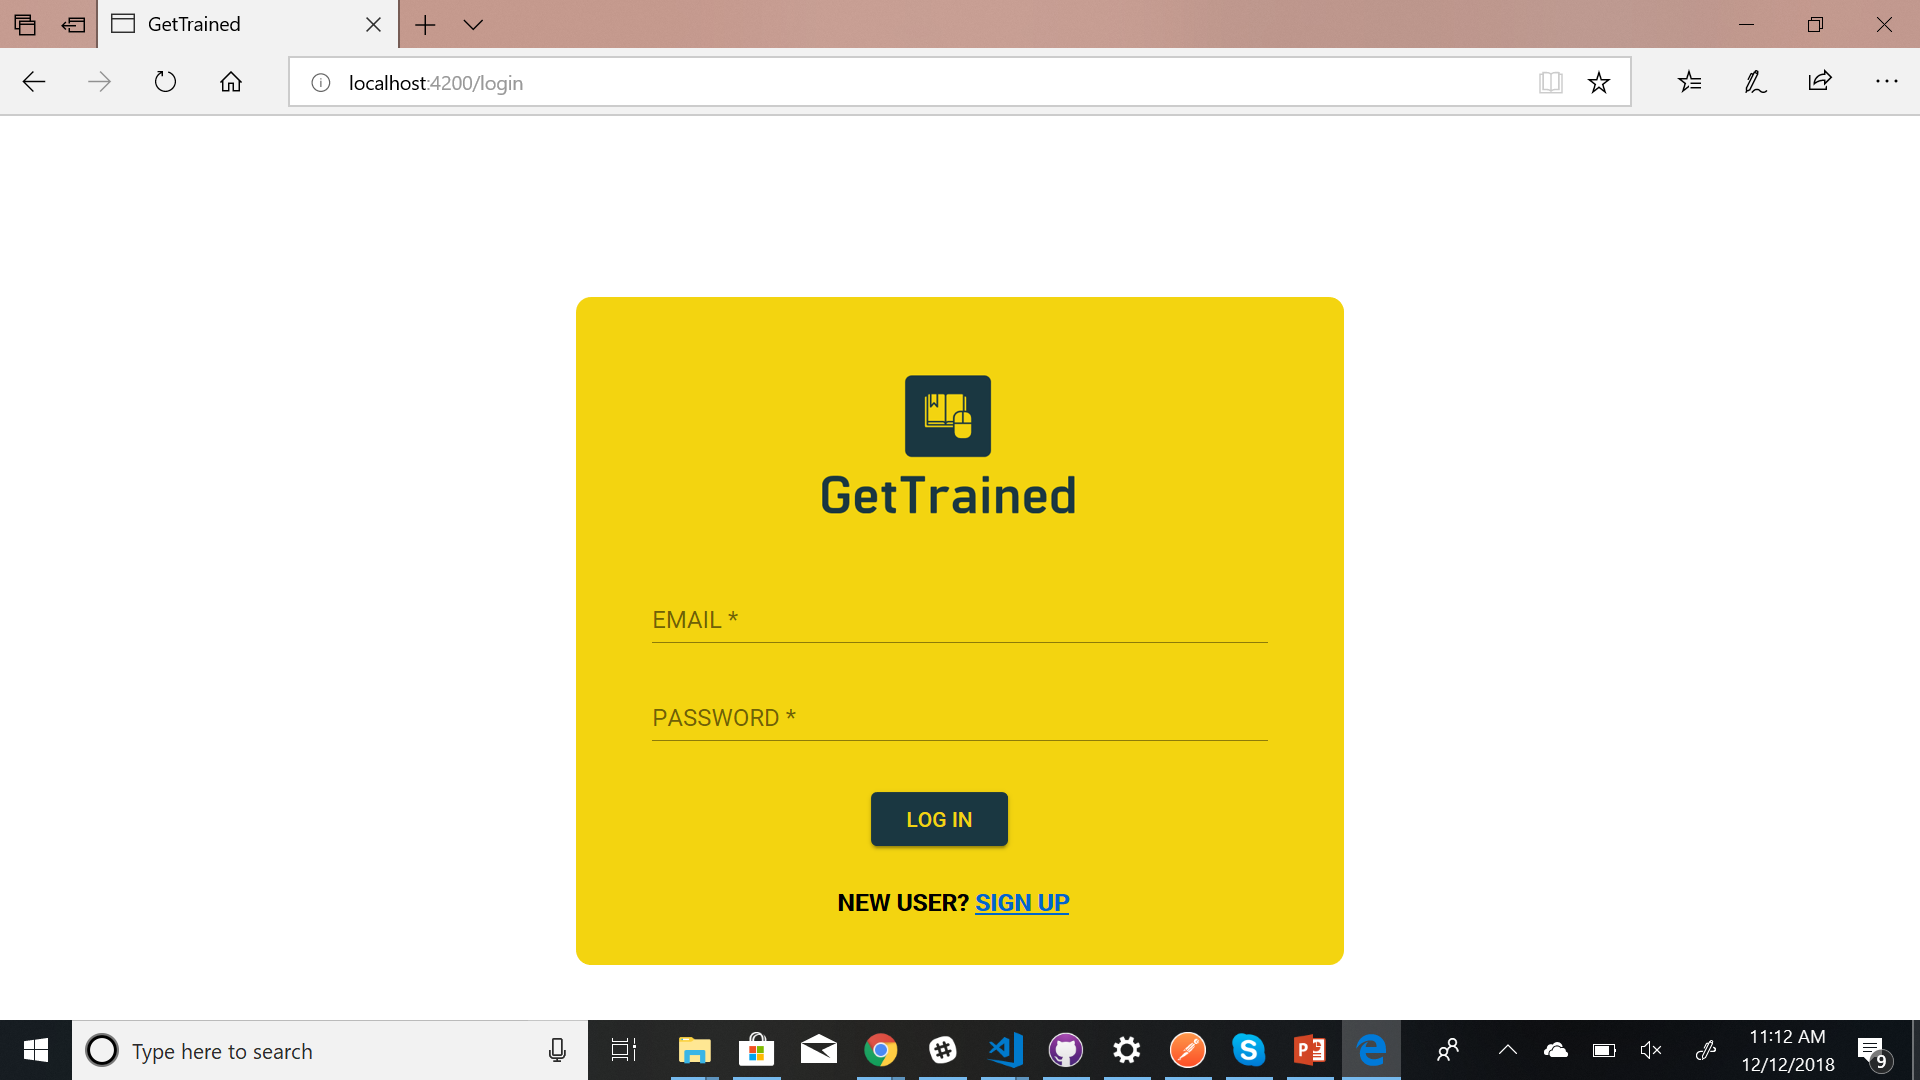 GetTrained
localhost:4200/login
GetTrained
EMAIL *
PASSWORD *
LOG IN
NEW USER? SIGN UP
Type here to search
11:12 AM
12/12/2018
9